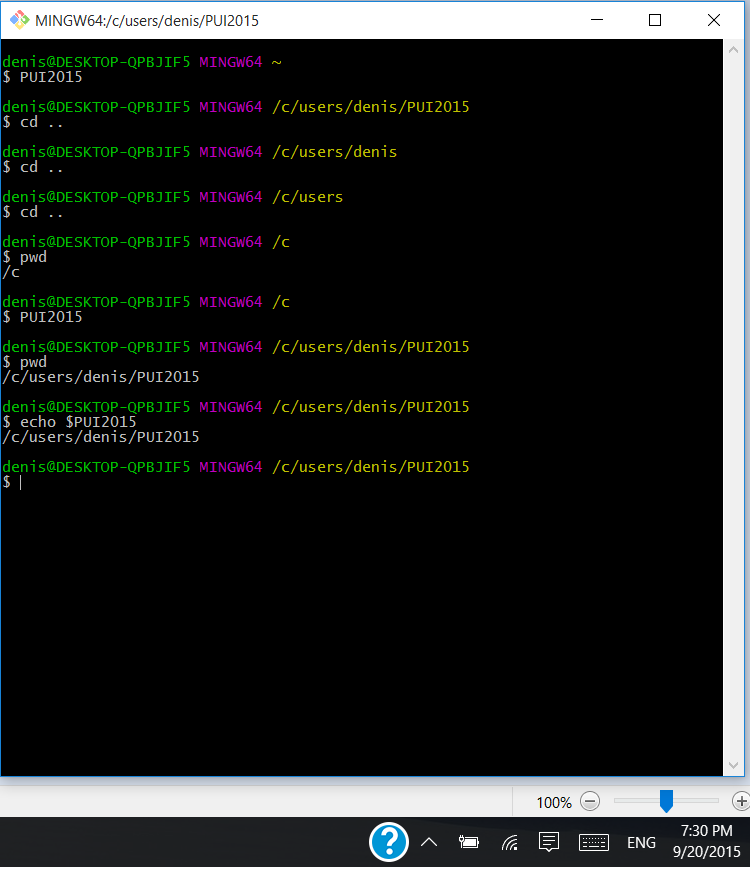 MINGW64:/c/users/denis/PUI2015
denis@DESKTOP-QPBJIF5 MINGW64 ~
$ PUI2015
denis@DESKTOP-QPBJIF5 MINGW64 /c/users/denis/PUI2015
$ cd ..
denis@DESKTOP-QPBJIF5 MINGW64 /c/users/denis
$ cd ..
denis@DESKTOP-QPBJIF5 MINGW64 /c/users
$ cd ..
denis@DESKTOP-QPBJIF5 MINGW64 /c
$ pwd
/c
denis@DESKTOP-QPBJIF5 MINGW64 /c
$ PUI2015
denis@DESKTOP-QPBJIF5 MINGW64 /c/users/denis/PUI2015
$ pwd
/c/users/denis/PUI2015
denis@DESKTOP-QPBJIF5 MINGW64 /c/users/denis/PUI2015
$ echo $PUI2015
/c/users/denis/PUI2015
denis@DESKTOP-QPBJIF5 MINGW64 /c/users/denis/PUI2015
$
100%
?
ENG
7:30 PM
9/20/2015